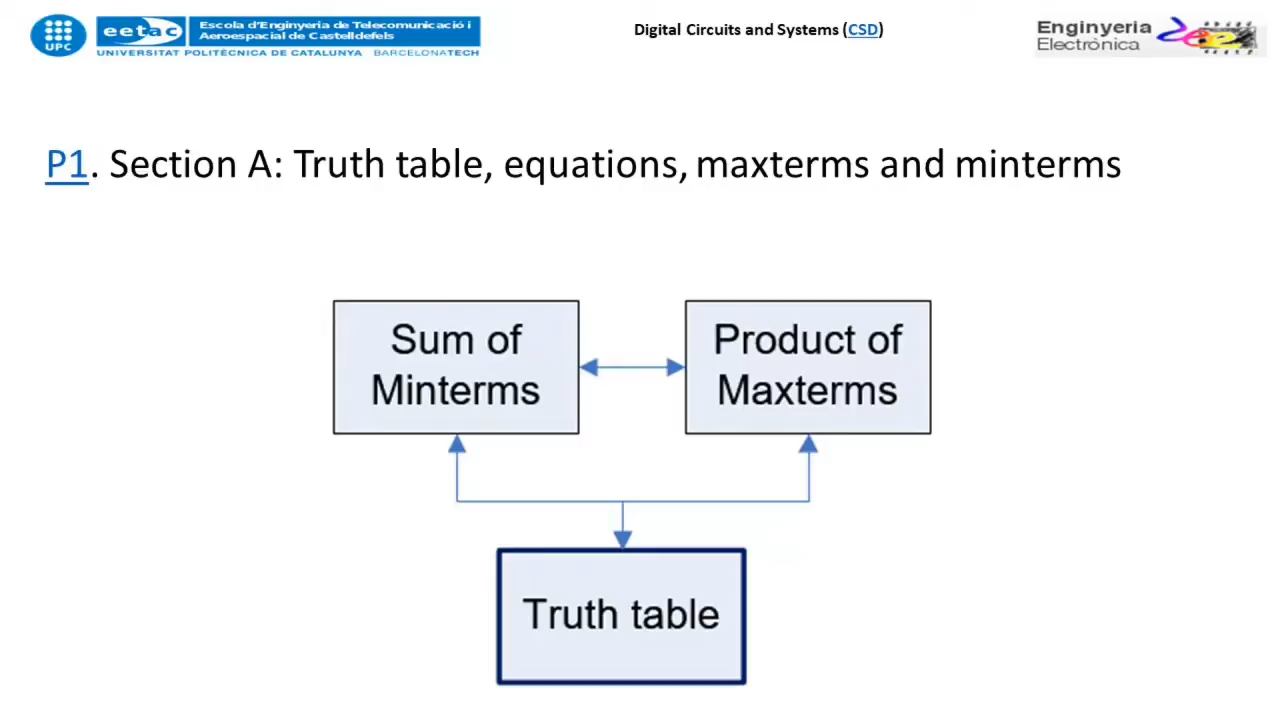 UPC
eetac
Escola d'Enginyeria de Telecomunicació i
Aeroespacial de Castelldefels
UNIVERSITAT POLITÈCNICA DE CATALUNYA BARCELONATECH
Digital Circuits and Systems (CSD)
Enginyeria
Electrònica
P1. Section A: Truth table, equations, maxterms and minterms
Sum of
Minterms
Product of
Maxterms
Truth table